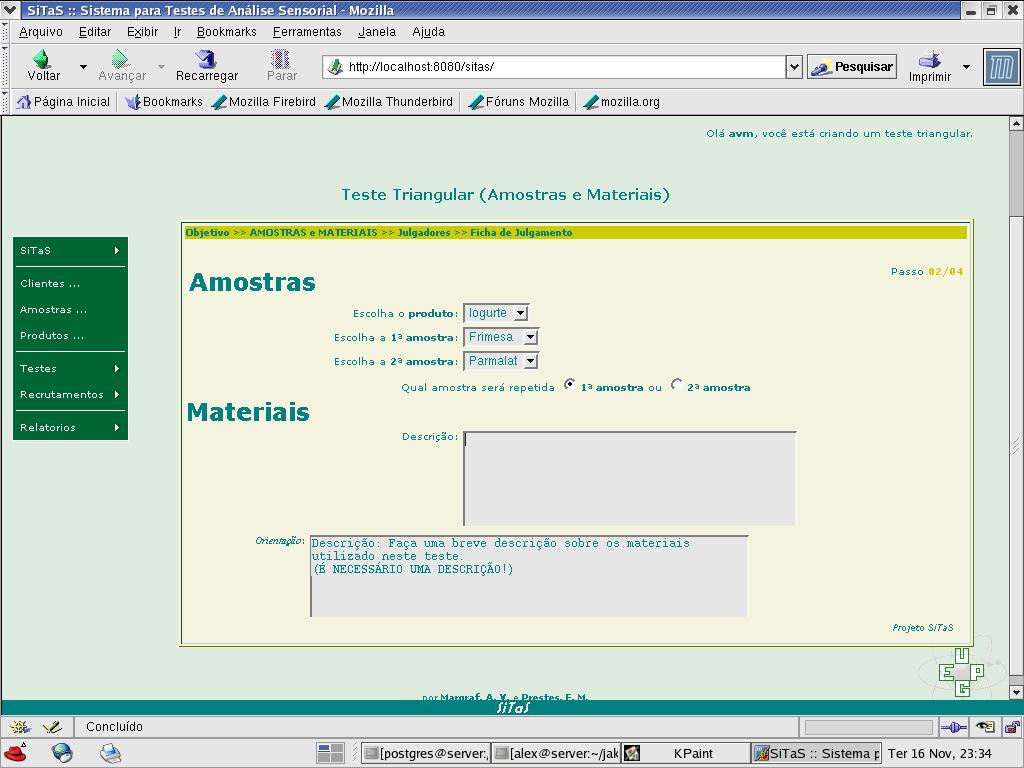 SiTaS :: Sistema para Testes de Análise Sensorial - Mozilla
Arquivo Editar Exibir Ir Bookmarks Ferramentas Janela Ajuda
Voltar Avançar Recarregar Parar http://localhost:8080/sitas/ Pesquisar Imprimir
Página Inicial Bookmarks Mozilla Firebird Mozilla Thunderbird Fóruns Mozilla mozilla.org
Olá avm, você está criando um teste triangular.
Teste Triangular (Amostras e Materiais)
SiTaS
Clientes ...
Amostras ...
Produtos ...
Testes
Recrutamentos
Relatorios
Objetivo >> AMOSTRAS e MATERIAIS >> Julgadores >> Ficha de Julgamento
Passo 02/04
Amostras
Escolha o produto: Iogurte
Escolha a 1ª amostra: Frimesa
Escolha a 2ª amostra: Parmalat
Qual amostra será repetida 1ª amostra ou 2ª amostra
Materiais
Descrição:
Orientação: Descrição: Faça uma breve descrição sobre os materiais
utilizado neste teste.
(É NECESSÁRIO UMA DESCRIÇÃO!)
Projeto SiTaS
UEPG
por Margraf, A. V. e Prestes, E. M.
SiTaS
Concluído
[postgres@server:, [alex@server:~/jak KPaint SiTaS :: Sistema p Ter 16 Nov, 23:34